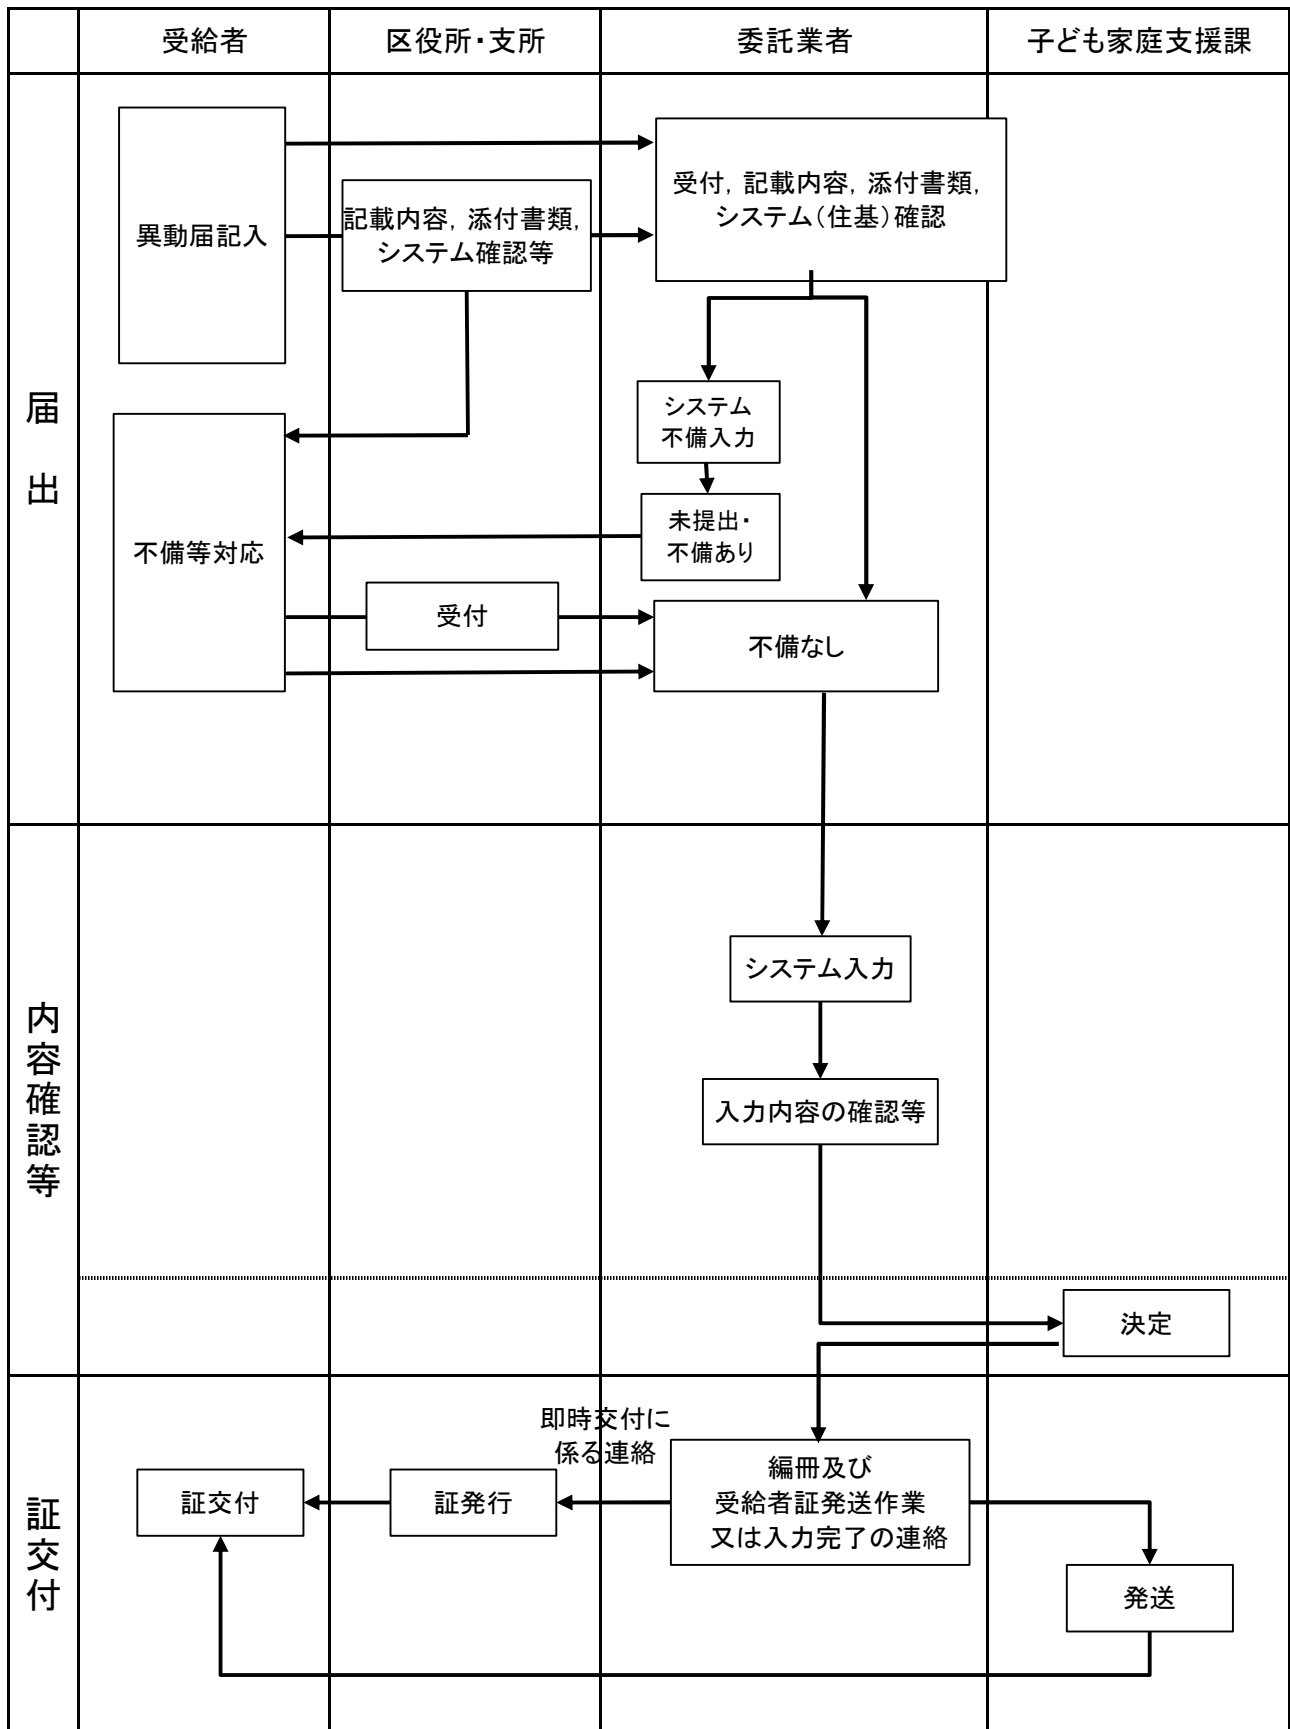 受給者
区役所・支所
委託業者
子ども家庭支援課
届出
異動届記入
記載内容，添付書類，
システム確認等
受付，記載内容，添付書類，
システム（住基）確認
システム
不備入力
未提出・
不備あり
不備等対応
受付
不備なし
内容確認等
システム入力
入力内容の確認等
決定
証交付
即時交付に
係る連絡
証交付
証発行
編冊及び
受給者証発送作業
又は入力完了の連絡
発送